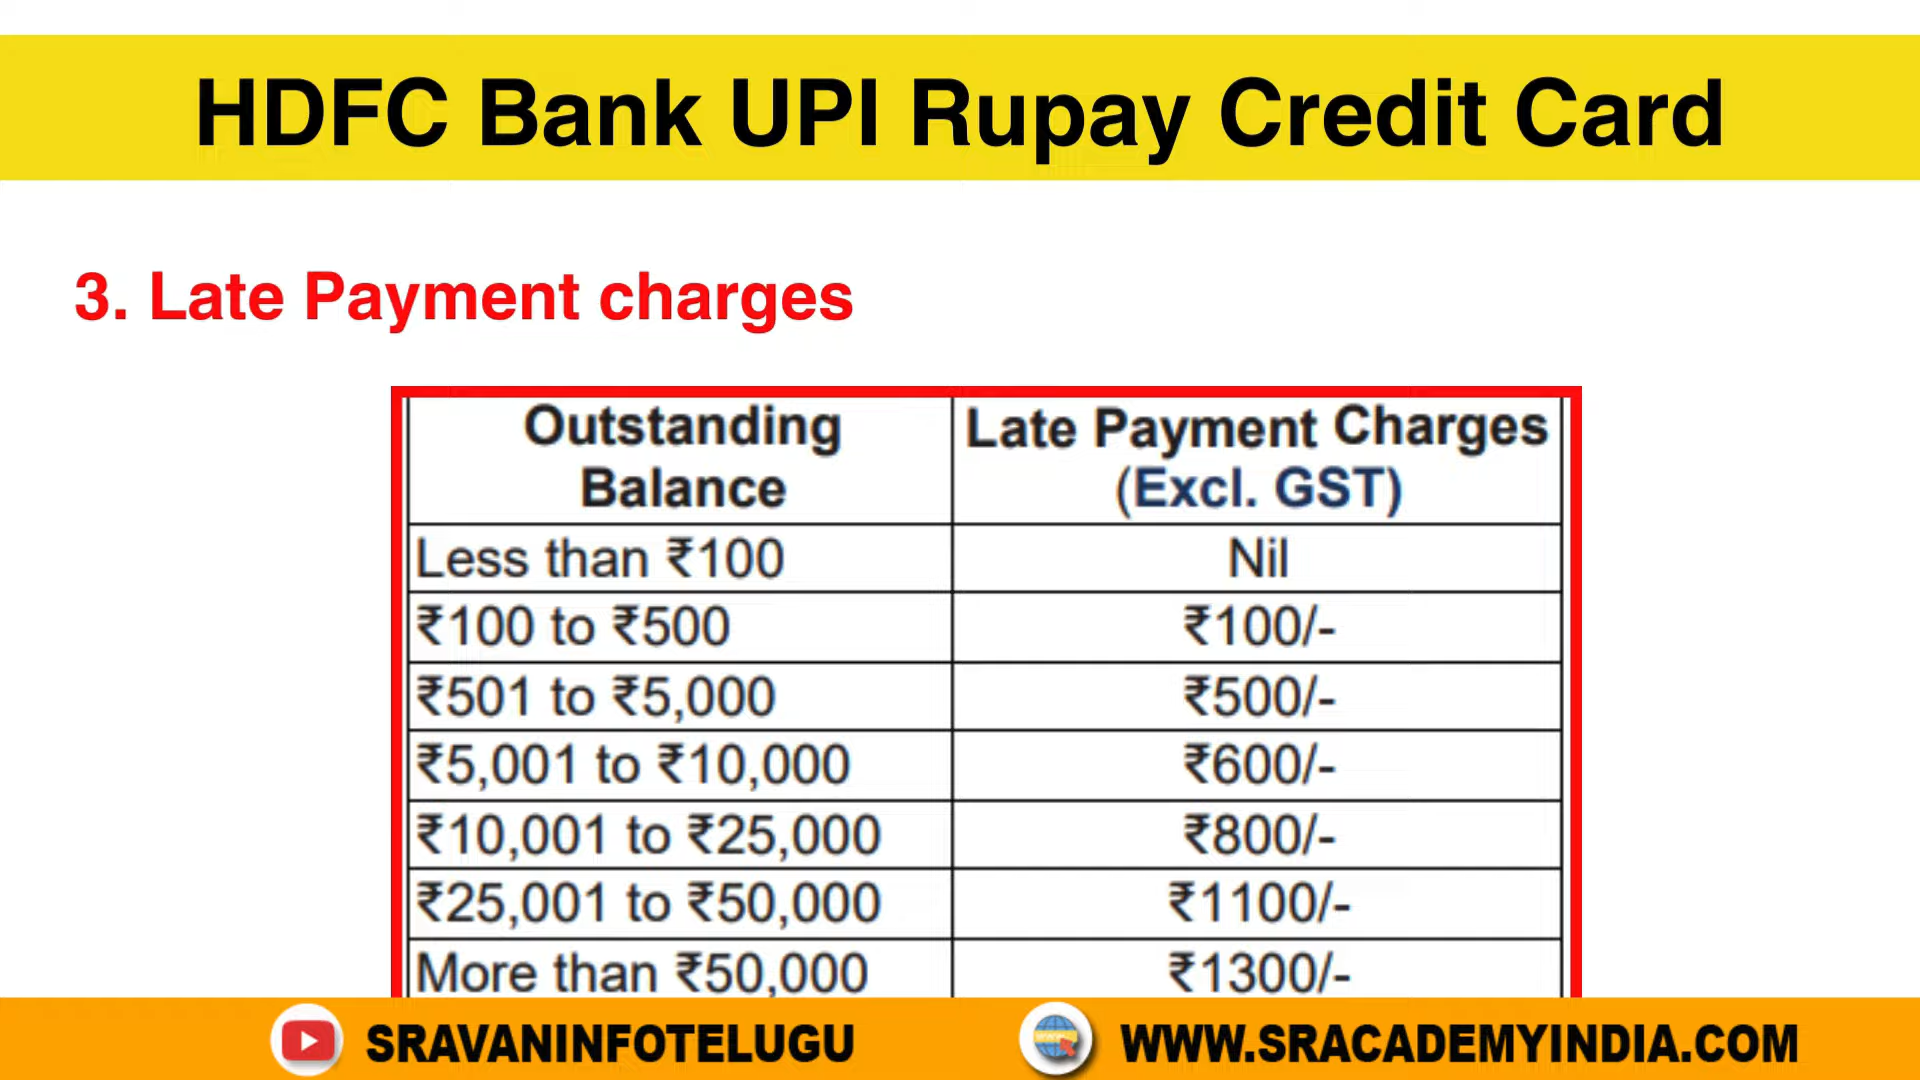 HDFC Bank UPI Rupay Credit Card
3. Late Payment charges
Outstanding Balance
Late Payment Charges (Excl. GST)
Less than ₹100 Nil
₹100 to ₹500 ₹100/-
₹501 to ₹5,000 ₹500/-
₹5,001 to ₹10,000 ₹600/-
₹10,001 to ₹25,000 ₹800/-
₹25,001 to ₹50,000 ₹1100/-
More than ₹50,000 ₹1300/-
SRAVANINFOTELUGU WWW.SRACADEMYINDIA.COM